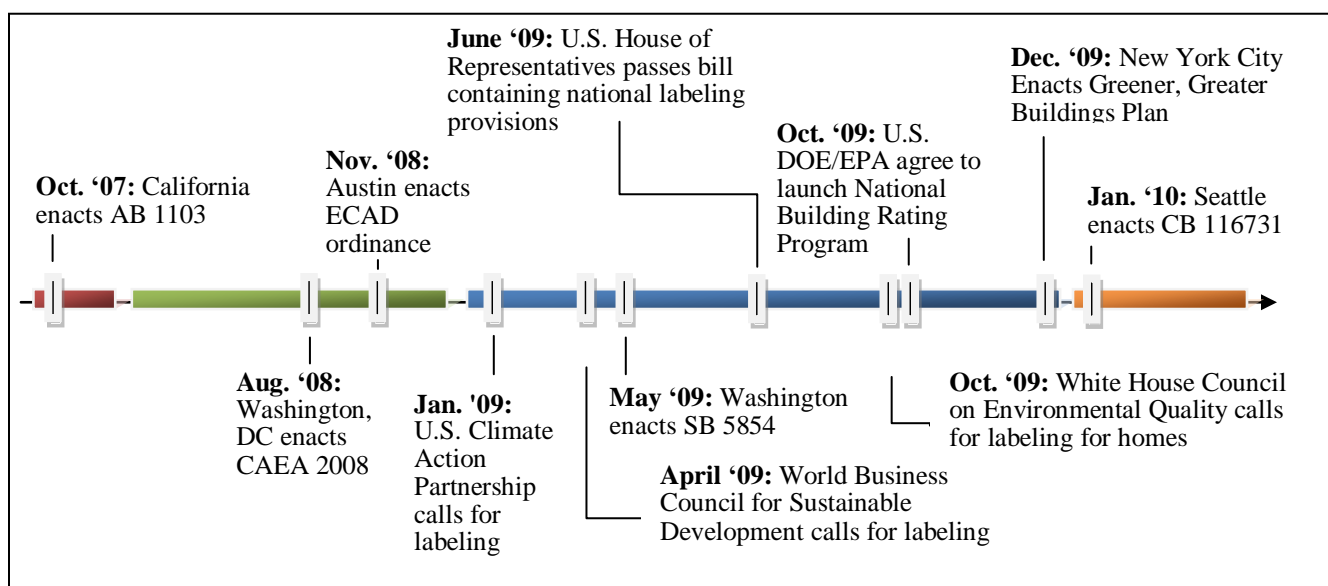 June ‘09: U.S. House of
Representatives passes bill
containing national labeling
provisions
Dec. ‘09: New York City
Enacts Greener, Greater
Buildings Plan
Oct. ‘09: U.S.
DOE/EPA agree to
launch National
Building Rating
Program
Nov. ‘08:
Austin enacts
ECAD
ordinance
Oct. ‘07: California
enacts AB 1103
Jan. ‘10: Seattle
enacts CB 116731
Aug. ‘08:
Washington,
DC enacts
CAEA 2008
Jan. '09:
U.S. Climate
Action
Partnership
calls for
labeling
May ‘09: Washington
enacts SB 5854
Oct. ‘09: White House Council
on Environmental Quality calls
for labeling for homes
April ‘09: World Business
Council for Sustainable
Development calls for labeling